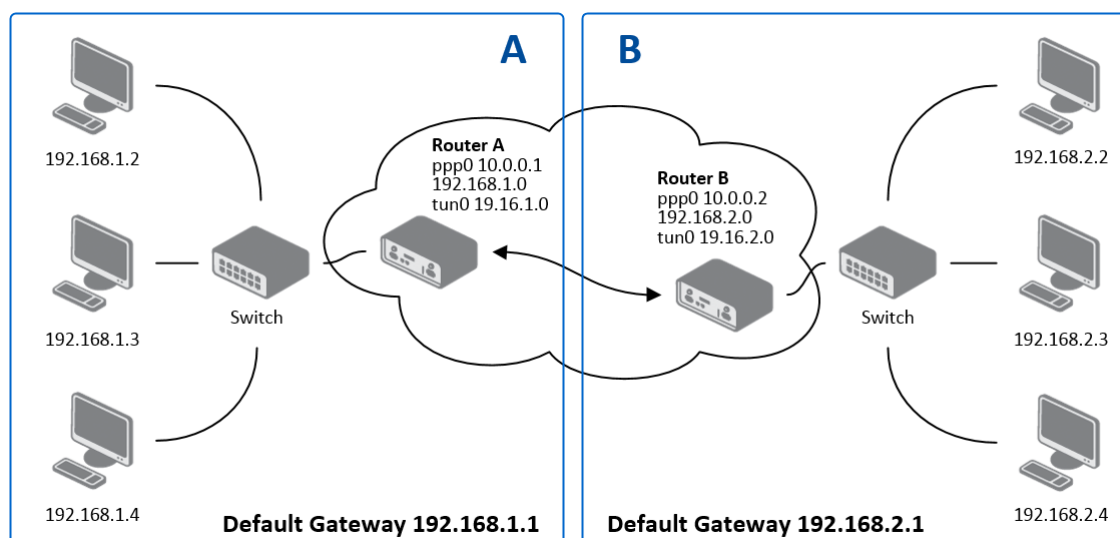 A
B
192.168.1.2
192.168.1.3
192.168.1.4
Switch
Router A
ppp0 10.0.0.1
192.168.1.0
tun0 19.16.1.0
Default Gateway 192.168.1.1
Router B
ppp0 10.0.0.2
192.168.2.0
tun0 19.16.2.0
Switch
192.168.2.2
192.168.2.3
192.168.2.4
Default Gateway 192.168.2.1